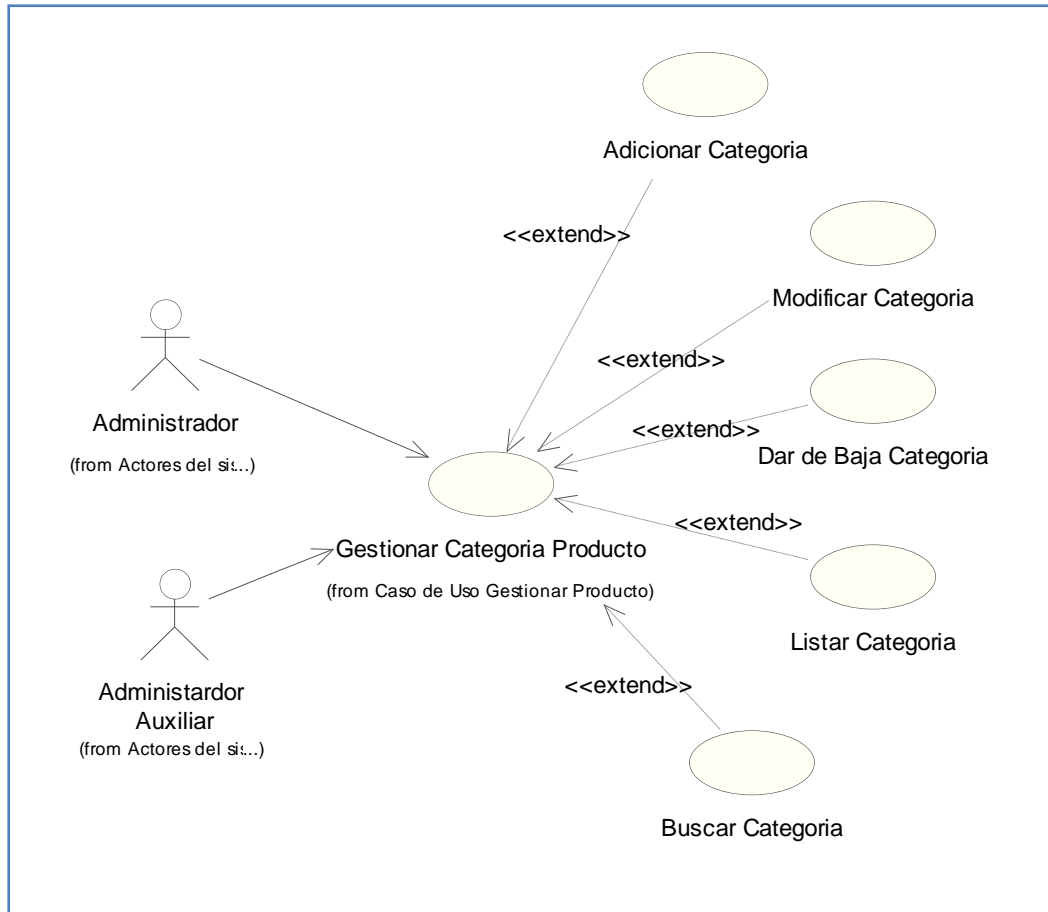 Adicionar Categoria
<<extend>>
Modificar Categoria
<<extend>>
Administrador
(from Actores del sis...)
<<extend>>
Dar de Baja Categoria
<<extend>>
Gestionar Categoria Producto
(from Caso de Uso Gestionar Producto)
Listar Categoria
Administardor
Auxiliar
(from Actores del sis...)
<<extend>>
Buscar Categoria